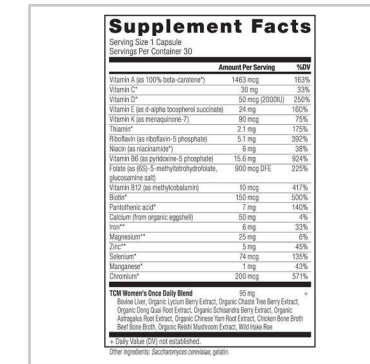 Supplement Facts
Serving Size 1 Capsule
Servings Per Container 30
Amount Per Serving %DV
Vitamin A (as 100% beta-carotene*) 1463 mcg 163%
Vitamin C* 30 mg 33%
Vitamin D* 50 mcg (2000IU) 250%
Vitamin E (as d-alpha tocopherol succinate) 24 mg 160%
Vitamin K (as menaquinone-7) 90 mcg 75%
Thiamin* 2.1 mg 175%
Riboflavin (as riboflavin-5 phosphate) 5.1 mg 392%
Niacin (as niacinamide*) 6 mg 38%
Vitamin B6 (as pyridoxine-5 phosphate) 15.6 mg 924%
Folate (as (6S)-5-methyltetrohydrofolate, 900 mcg DFE 225%
glucosamine salt)
Vitamin B12 (as methylcobalamin) 10 mcg 417%
Biotin* 150 mcg 500%
Pantothenic acid* 7 mg 140%
Calcium (from organic eggshell) 50 mg 4%
Iron** 6 mg 33%
Magnesium** 25 mg 6%
Zinc** 5 mg 45%
Selenium* 74 mcg 135%
Manganese* 1 mg 43%
Chromium* 200 mcg 571%
TCM Women's Once Daily Blend 95 mg +
Bovine Liver, Organic Lycium Berry Extract, Organic Chaste Tree Berry Extract,
Organic Dong Quai Root Extract, Organic Schisandra Berry Extract, Organic
Astragalus Root Extract, Organic Chinese Yam Root Extract, Chicken Bone Broth
Beef Bone Broth, Organic Reishi Mushroom Extract, Wild Hake Roe
+ Daily Value (DV) not established.
Other ingredients: Saccharomyces cerevisiae, gelatin.